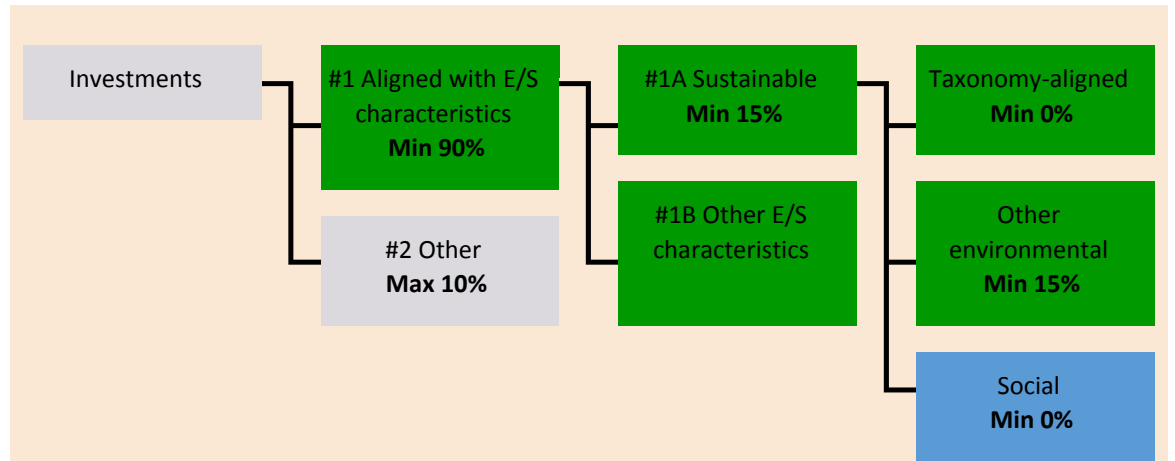 Investments
#1 Aligned with E/S
characteristics
Min 90%
#2 Other
Max 10%
#1A Sustainable
Min 15%
#1B Other E/S
characteristics
Taxonomy-aligned
Min 0%
Other
environmental
Min 15%
Social
Min 0%